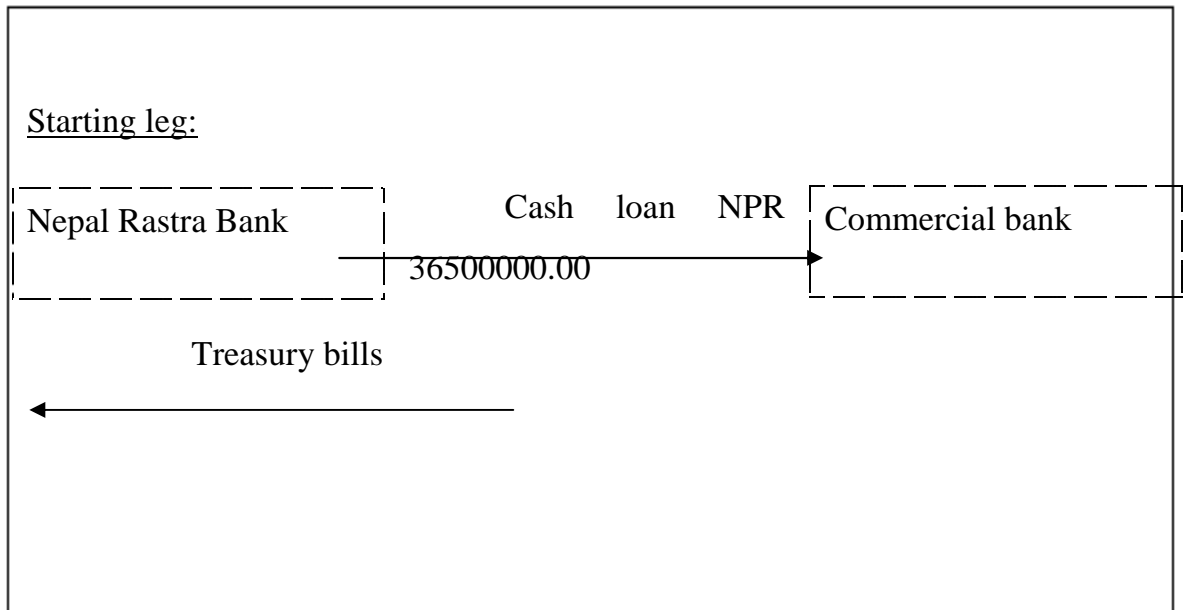 Starting leg:
Nepal Rastra Bank
Cash loan NPR
36500000.00
Commercial bank
Treasury bills